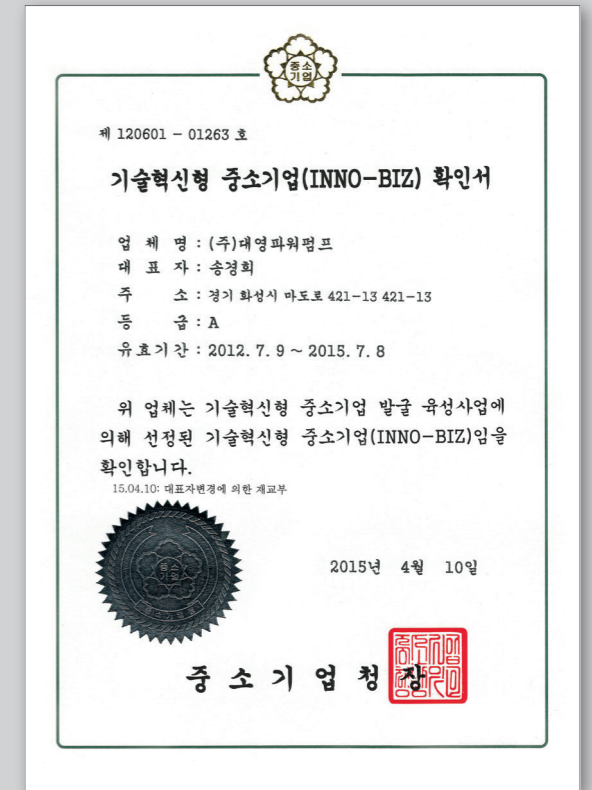 중소
기업
제 120601 - 01263 호
기술혁신형 중소기업(INNO-BIZ) 확인서
업 체 명 : (주)대영파워펌프
대 표 자 : 송경희
주 소 : 경기 화성시 마도로 421-13 421-13
등 급 : A
유효기간 : 2012. 7. 9 ~ 2015. 7. 8
위 업체는 기술혁신형 중소기업 발굴 육성사업에
의해 선정된 기술혁신형 중소기업(INNO-BIZ)임을
확인합니다.
15.04.10: 대표자변경에 의한 재교부
중소
기업
2015년 4월 10일
중 소 기 업 청 장